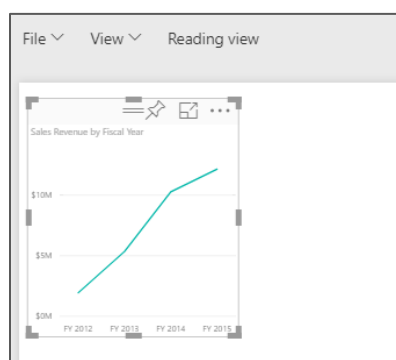 File View Reading view
Sales Revenue by Fiscal Year
$10M
$5M
$0M
FY 2012 FY 2013 FY 2014 FY 2015